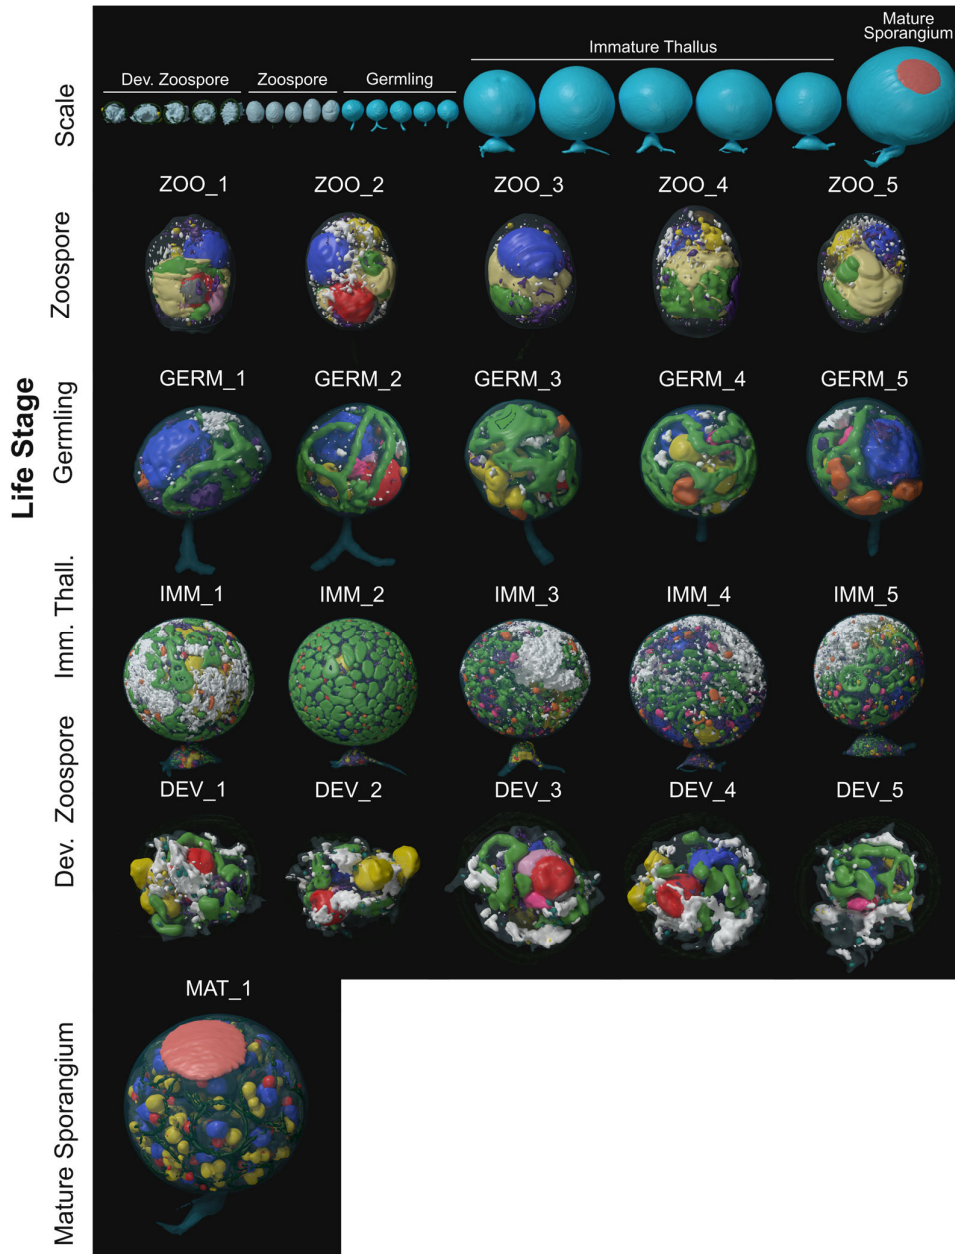 Mature
Sporangium
Immature Thallus
Dev. Zoospore
Zoospore
Germling
Scale
ZOO_1
ZOO_2
ZOO_3
ZOO_4
ZOO_5
Zoospore
GERM_1
GERM_2
GERM_3
GERM_4
GERM_5
Germling
Life Stage
IMM_1
IMM_2
IMM_3
IMM_4
IMM_5
Imm. Thall.
DEV_1
DEV_2
DEV_3
DEV_4
DEV_5
Dev. Zoospore
MAT_1
Mature Sporangium